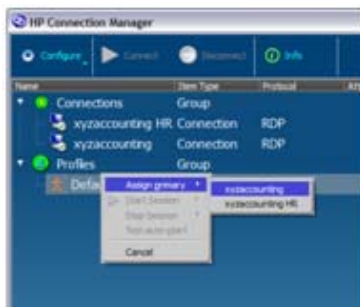 HP Connection Manager
Configure Connect Disconnect Info
Name Item Type Protocol
Connections Group
xyzaccounting HR Connection RDP
xyzaccounting Connection RDP
Profiles Group
Assign primary
xyzaccounting
Start Session
xyzaccounting HR
Stop Session
Cancel